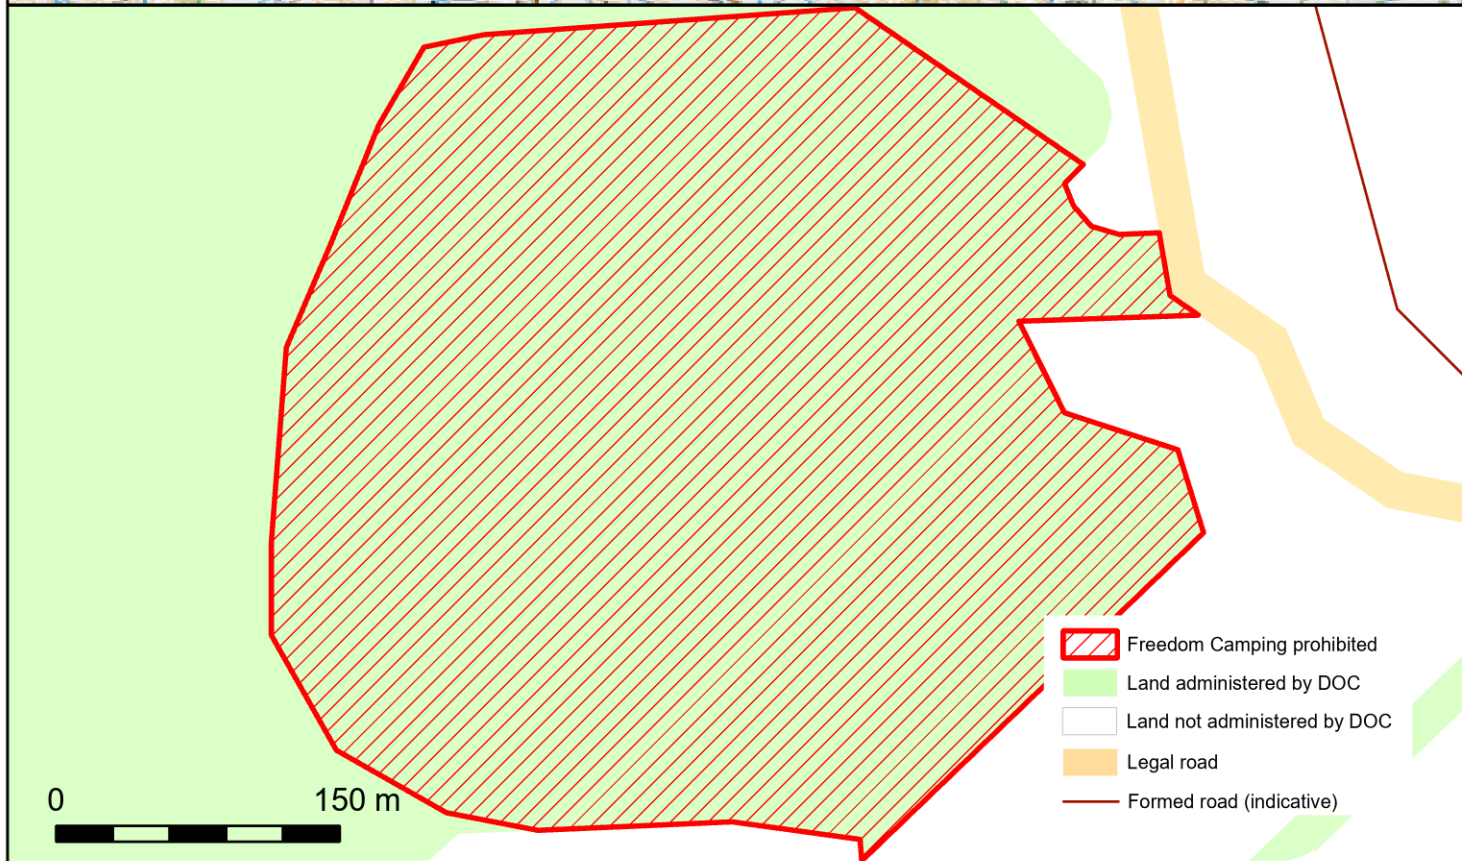 Freedom Camping prohibited
Land administered by DOC
Land not administered by DOC
Legal road
Formed road (indicative)
0 150 m